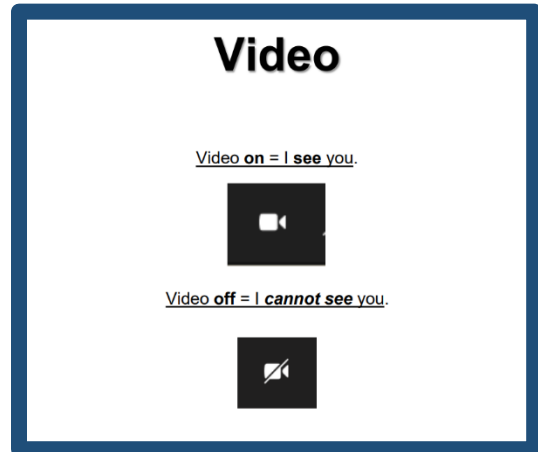 Video
Video on = I see you.
Video off = I cannot see you.